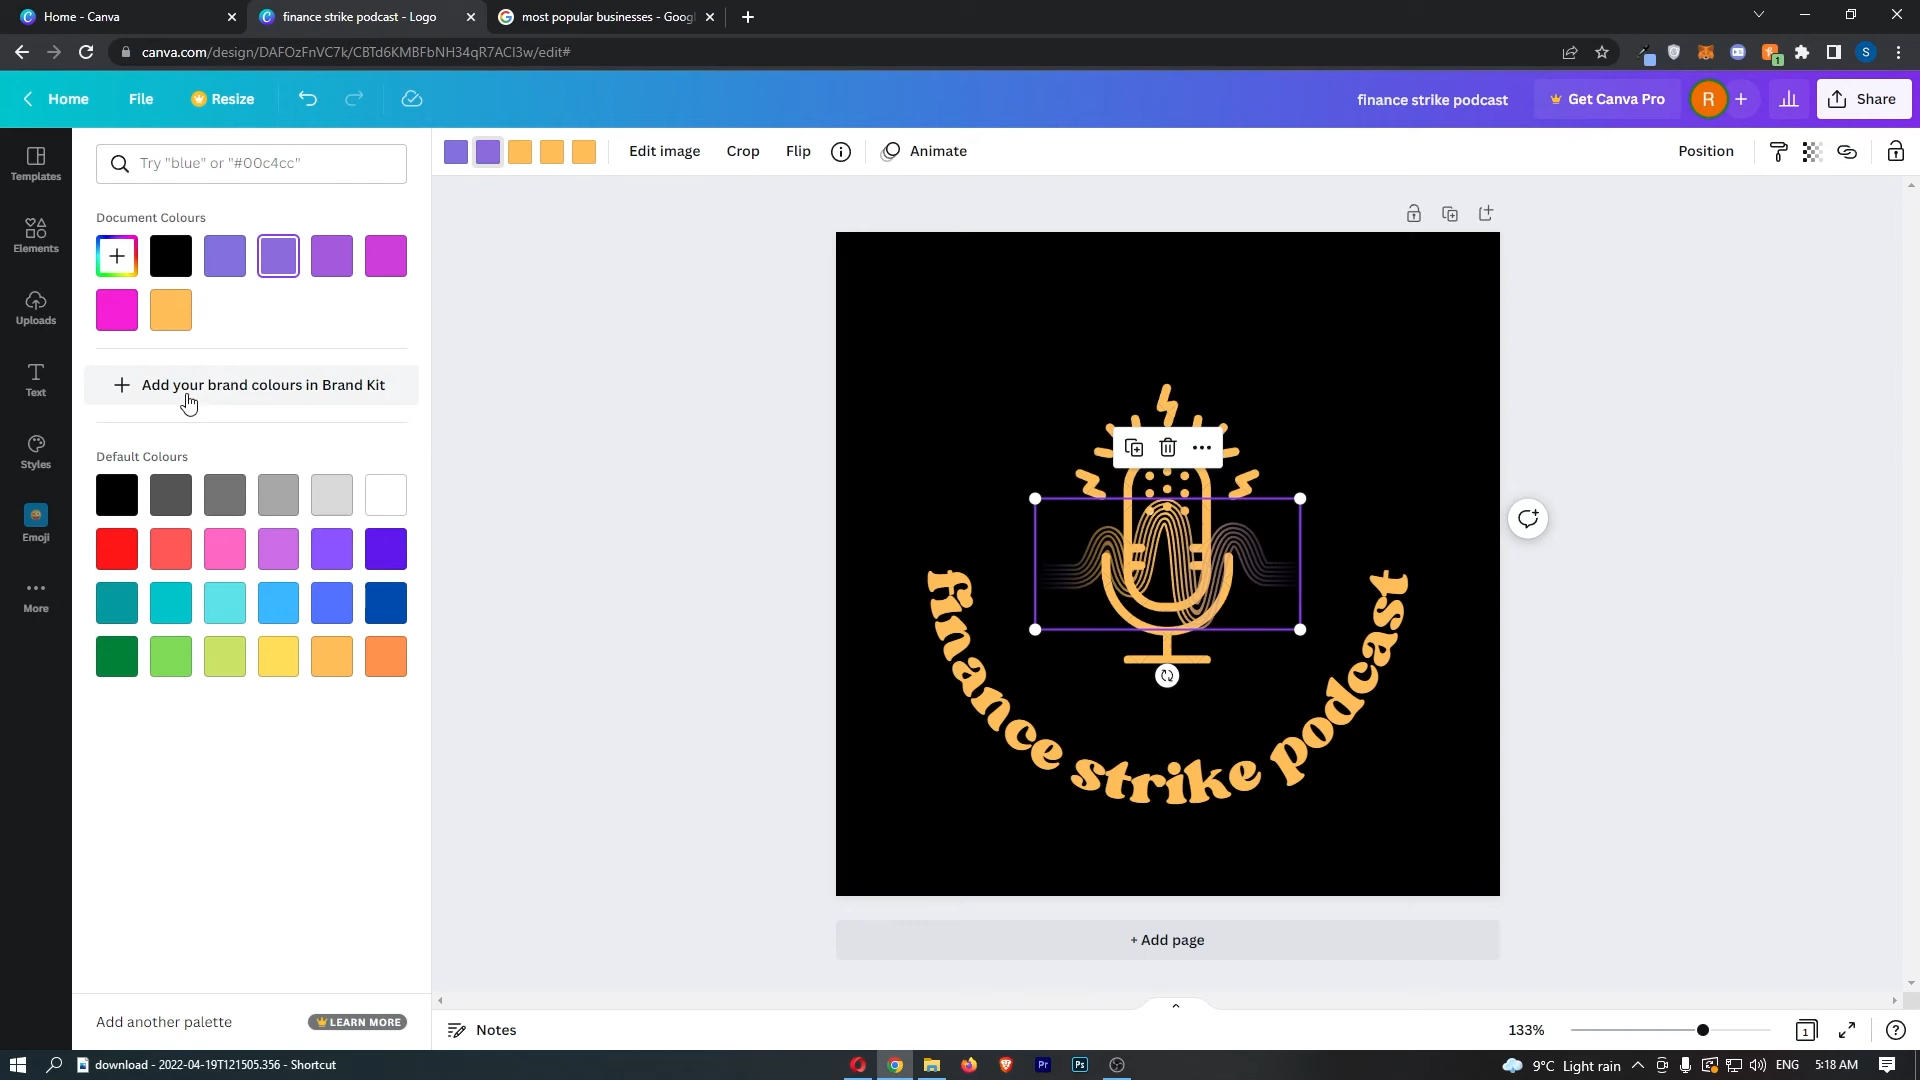 Home - Canva
finance strike podcast - Logo
most popular businesses - Goog
canva.com/design/DAFOzFnVC7k/CBTd6KMBFbNH34qR7ACI3w/edit#
Home
File
Resize
finance strike podcast
Get Canva Pro
R
Share
Templates
Elements
Uploads
Text
Styles
Emoji
More
Try "blue" or "#00c4cc"
Document Colours
Add your brand colours in Brand Kit
Default Colours
Add another palette
LEARN MORE
Edit image
Crop
Flip
Animate
Position
finance strike podcast
+ Add page
Notes
133%
1
download - 2022-04-19T121505.356 - Shortcut
9°C Light rain
ENG
5:18 AM